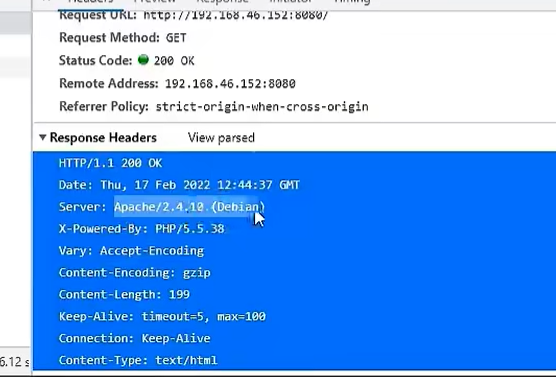 Headers Preview Response Initiator Timing
Request URL: http://192.168.46.152:8080/
Request Method: GET
Status Code: 200 OK
Remote Address: 192.168.46.152:8080
Referrer Policy: strict-origin-when-cross-origin
Response Headers View parsed
HTTP/1.1 200 OK
Date: Thu, 17 Feb 2022 12:44:37 GMT
Server: Apache/2.4.10 (Debian)
X-Powered-By: PHP/5.5.38
Vary: Accept-Encoding
Content-Encoding: gzip
Content-Length: 199
Keep-Alive: timeout=5, max=100
Connection: Keep-Alive
6.12 s
Content-Type: text/html